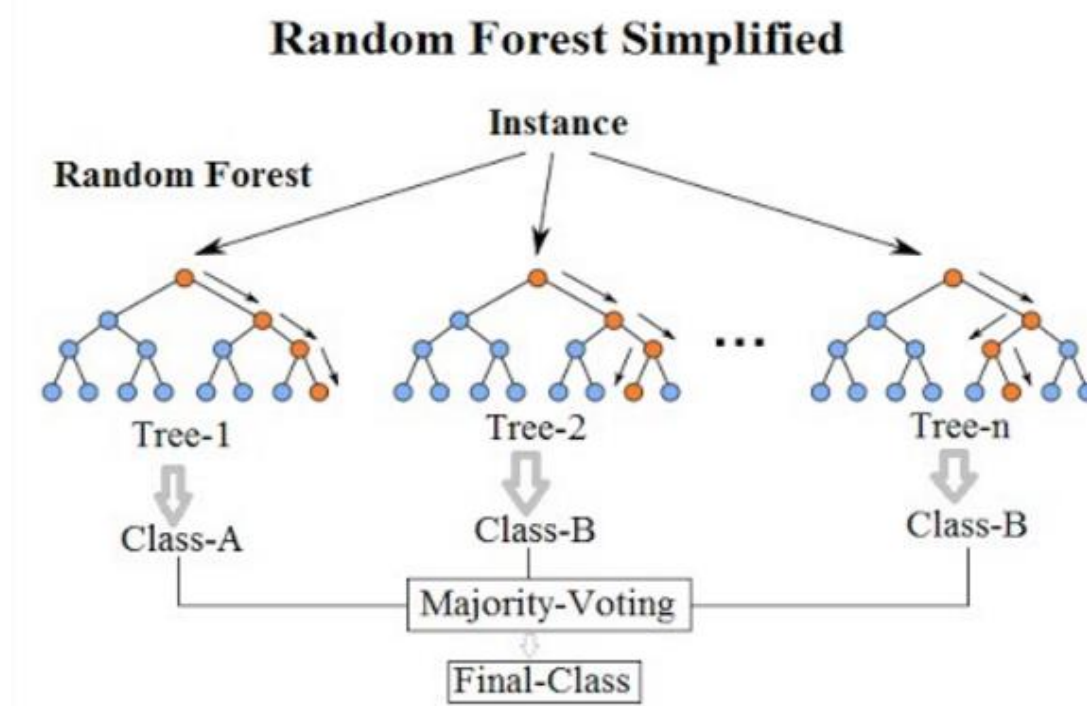 Random Forest Simplified
Instance
Random Forest
...
Tree-1
Tree-2
Tree-n
Class-A
Class-B
Class-B
Majority-Voting
Final-Class